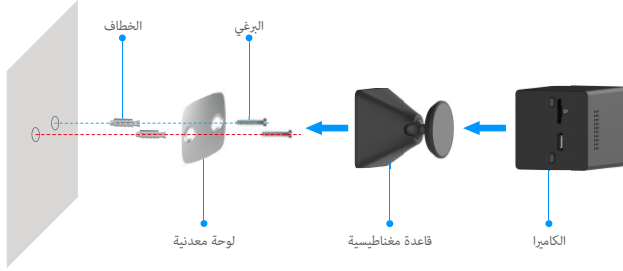 البرغي
الخطاف
الكاميرا
قاعدة مغناطيسية
لوحة معدنية